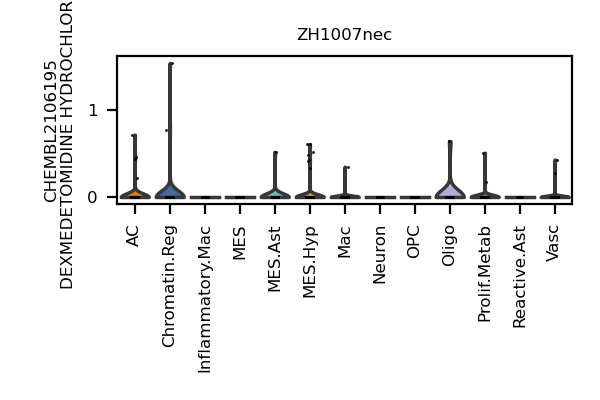 ZH1007nec
CHEMBL2106195
DEXMEDETOMIDINE HYDROCHLOR
1
0
AC
Chromatin.Reg
Inflammatory.Mac
MES
MES.Ast
MES.Hyp
Mac
Neuron
OPC
Oligo
Prolif.Metab
Reactive.Ast
Vasc